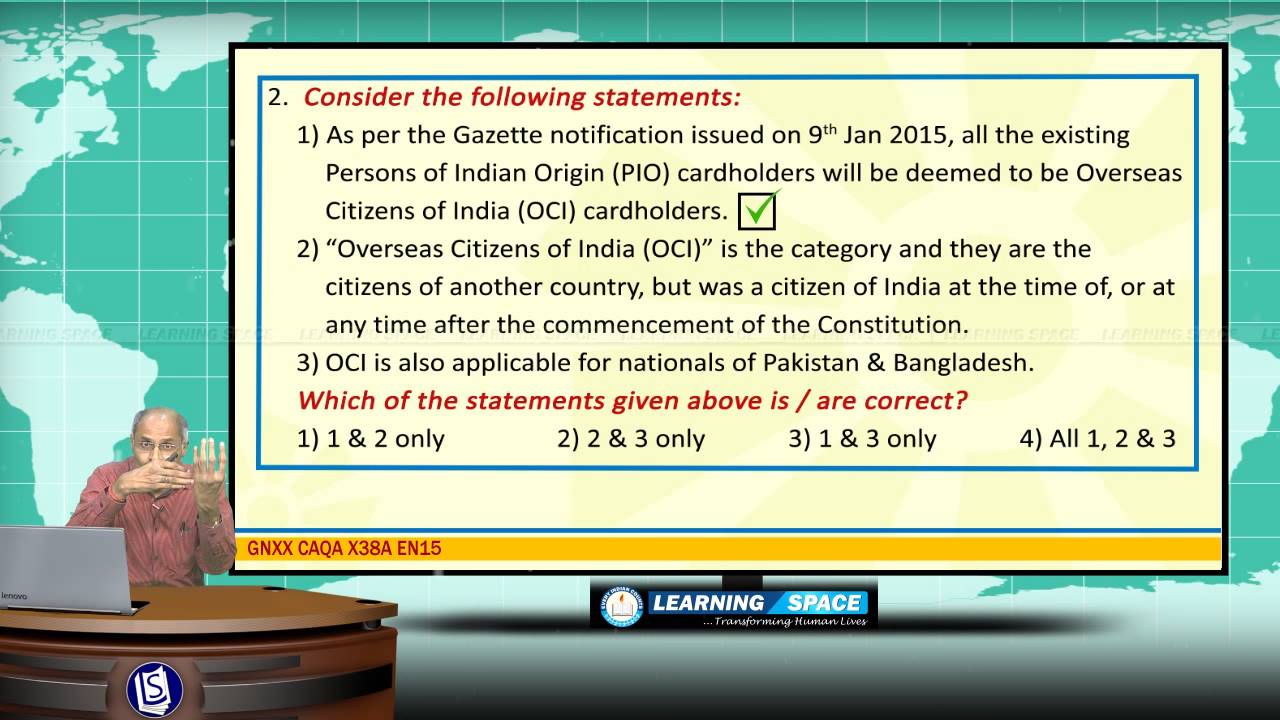 2. Consider the following statements:
1) As per the Gazette notification issued on 9th Jan 2015, all the existing
Persons of Indian Origin (PIO) cardholders will be deemed to be Overseas
Citizens of India (OCI) cardholders.
2) “Overseas Citizens of India (OCI)” is the category and they are the
citizens of another country, but was a citizen of India at the time of, or at
any time after the commencement of the Constitution.
LEARNING SPACE LEARNING SPACE
3) OCI is also applicable for nationals of Pakistan & Bangladesh.
Which of the statements given above is / are correct?
1) 1 & 2 only 2) 2 & 3 only 3) 1 & 3 only 4) All 1, 2 & 3
GNXX CAQA X38A EN15
lenovo
LEARNING SPACE
...Transforming Human Lives
LS